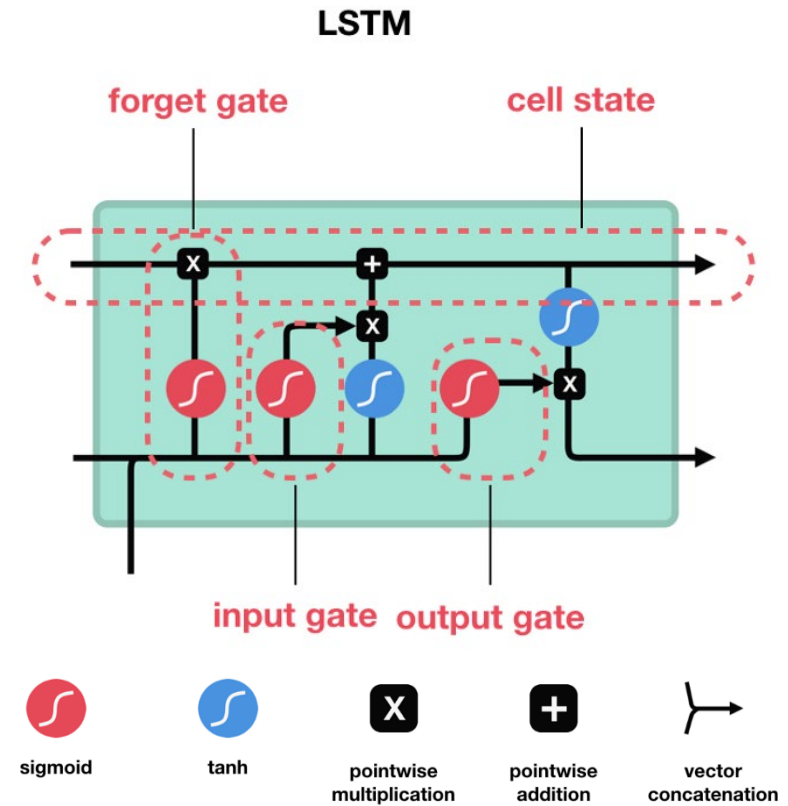 LSTM
forget gate
cell state
X
+
X
X
input gate
output gate
X
+
sigmoid
tanh
pointwise
multiplication
pointwise
addition
vector
concatenation